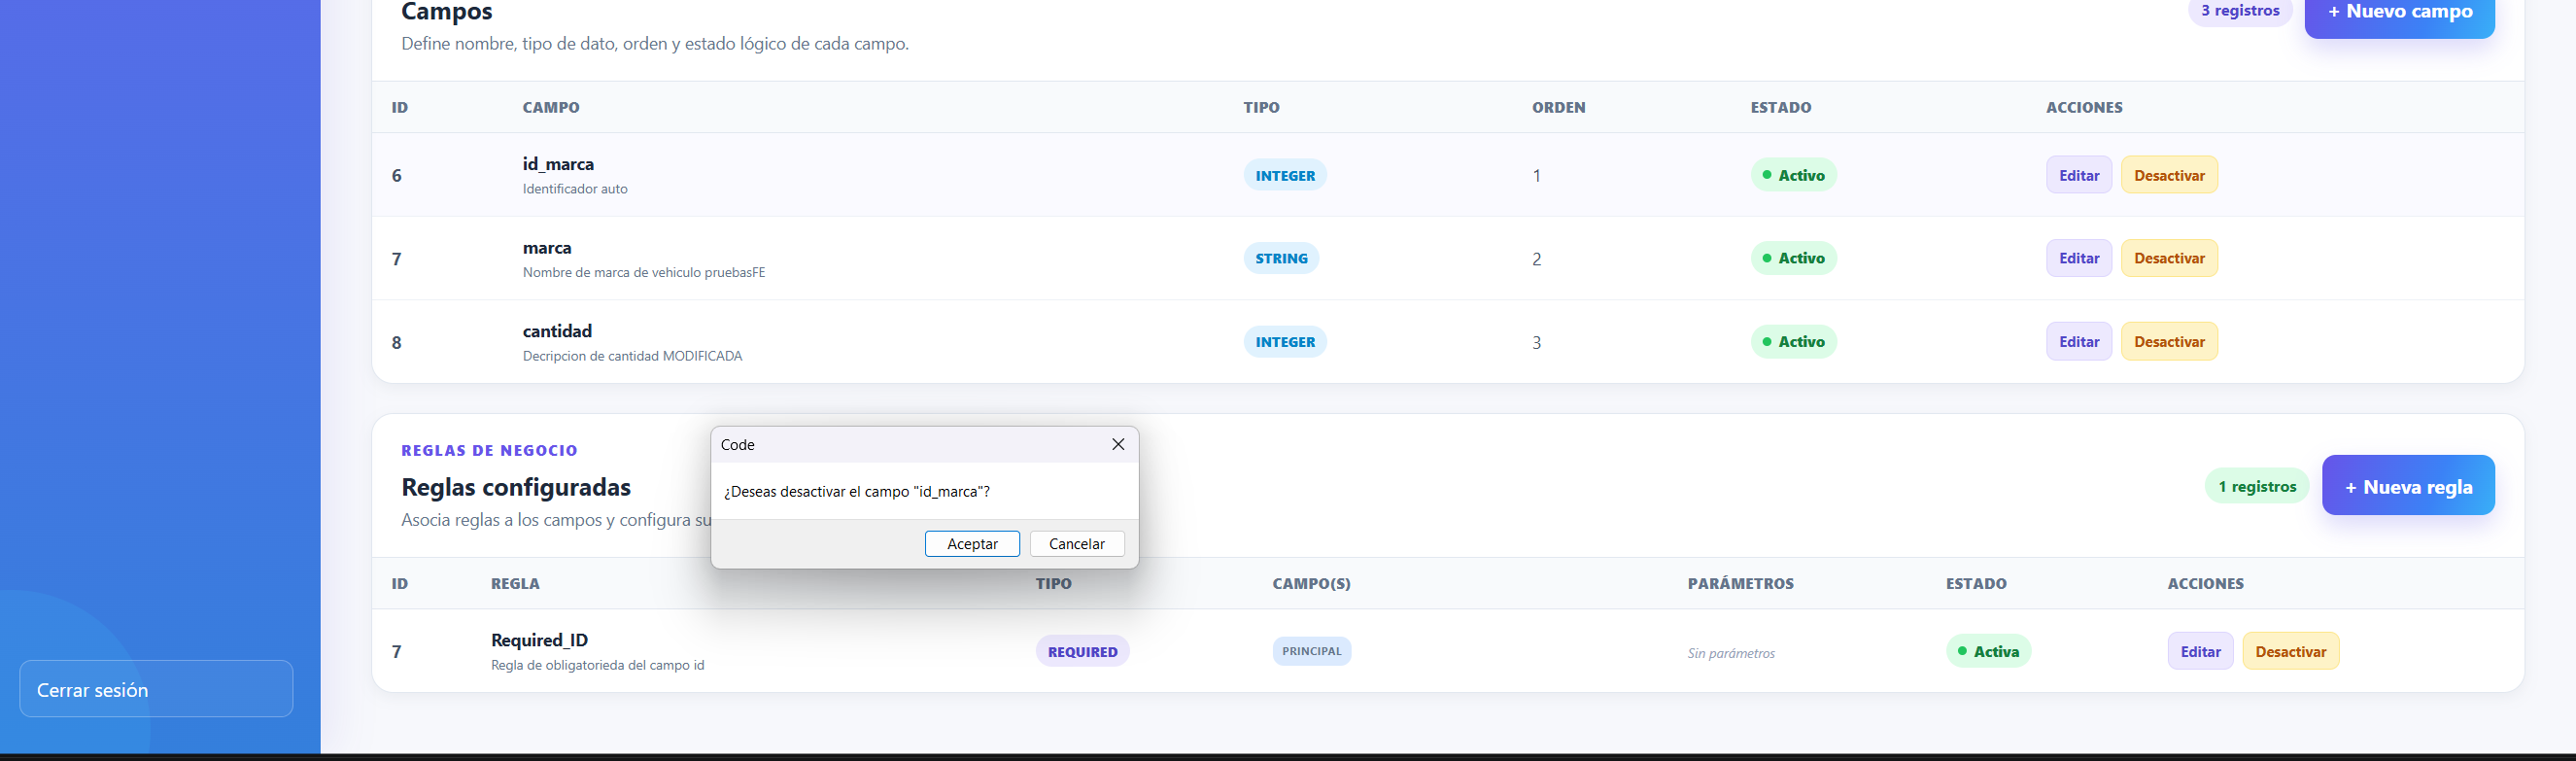 Campos
3 registros
+ Nuevo campo
Define nombre, tipo de dato, orden y estado lógico de cada campo.
ID CAMPO TIPO ORDEN ESTADO ACCIONES
6 id_marca INTEGER 1 Activo Editar Desactivar
Identificador auto
7 marca STRING 2 Activo Editar Desactivar
Nombre de marca de vehiculo pruebasFE
8 cantidad INTEGER 3 Activo Editar Desactivar
Decripcion de cantidad MODIFICADA
REGLAS DE NEGOCIO
Reglas configuradas
1 registros
+ Nueva regla
Asocia reglas a los campos y configura su
Code
¿Deseas desactivar el campo "id_marca"?
Aceptar Cancelar
ID REGLA TIPO CAMPO(S) PARÁMETROS ESTADO ACCIONES
7 Required_ID REQUIRED PRINCIPAL Sin parámetros Activa Editar Desactivar
Regla de obligatorieda del campo id
Cerrar sesión